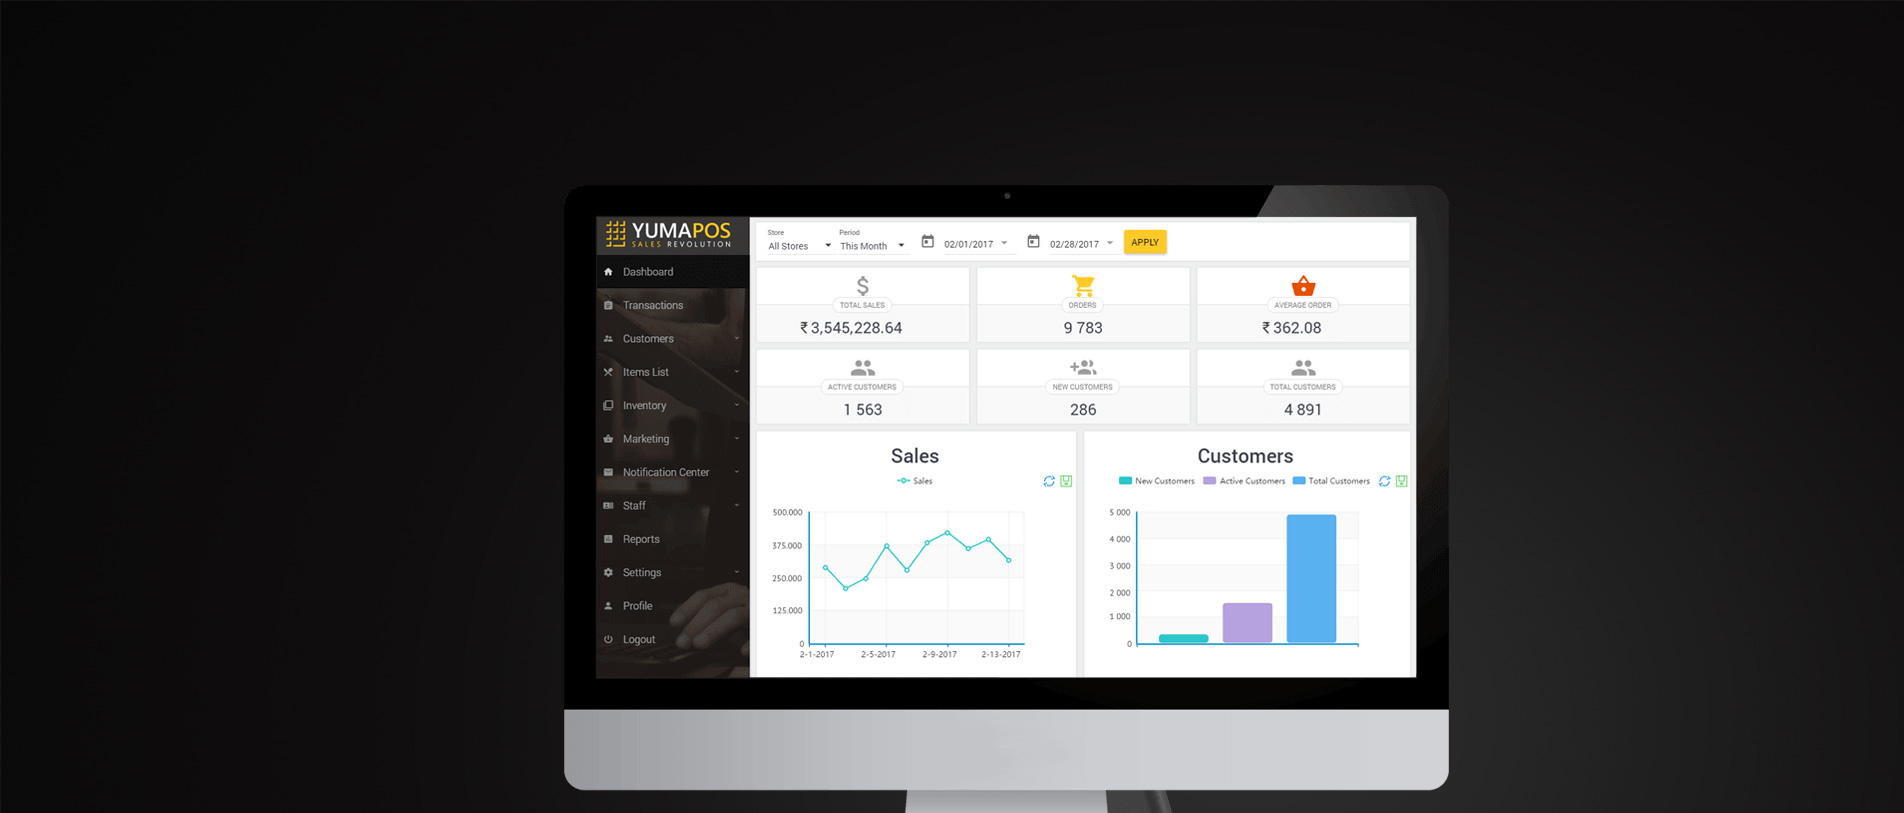 YUMAPOS
SALES REVOLUTION
Dashboard
Transactions
Customers
Items List
Inventory
Marketing
Notification Center
Staff
Reports
Settings
Profile
Logout
Store
All Stores
Period
This Month
02/01/2017
02/28/2017
APPLY
TOTAL SALES
₹ 3,545,228.64
ORDERS
9 783
AVERAGE ORDER
₹ 362.08
ACTIVE CUSTOMERS
1 563
NEW CUSTOMERS
286
TOTAL CUSTOMERS
4 891
Sales
Sales
500.000
375.000
250.000
125.000
0
2-1-2017 2-5-2017 2-9-2017 2-13-2017
Customers
New Customers Active Customers Total Customers
5 000
4 000
3 000
2 000
1 000
0